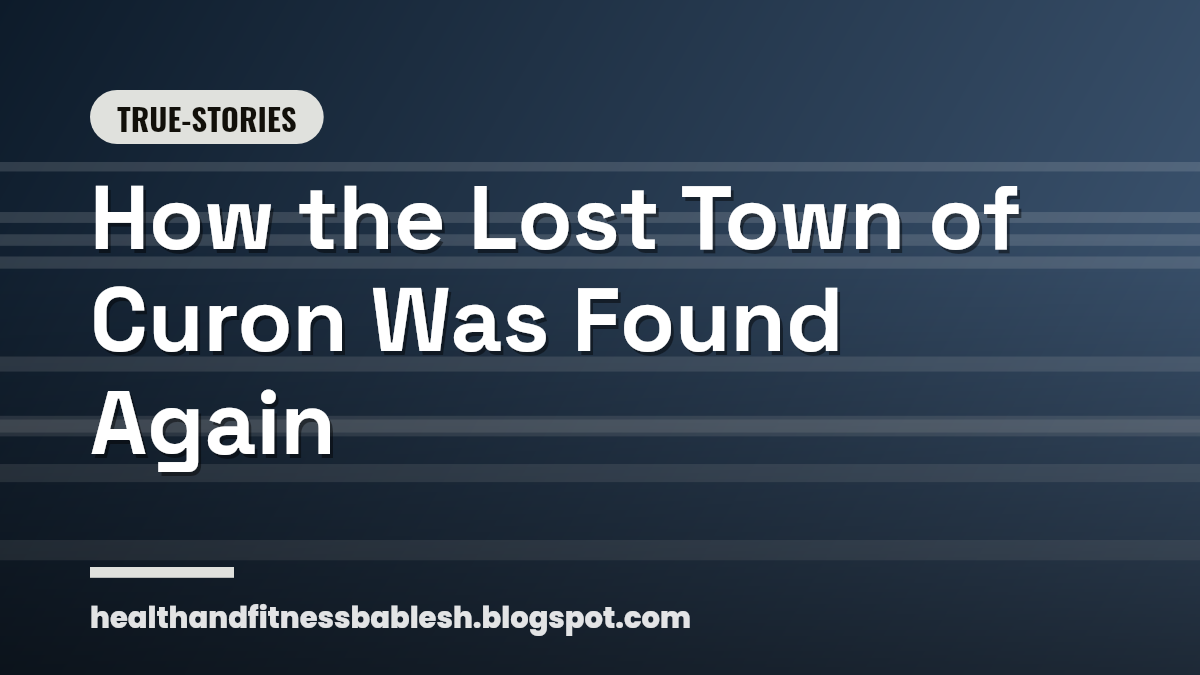 TRUE-STORIES
How the Lost Town of
Curon Was Found
Again
healthandfitnessbablesh.blogspot.com